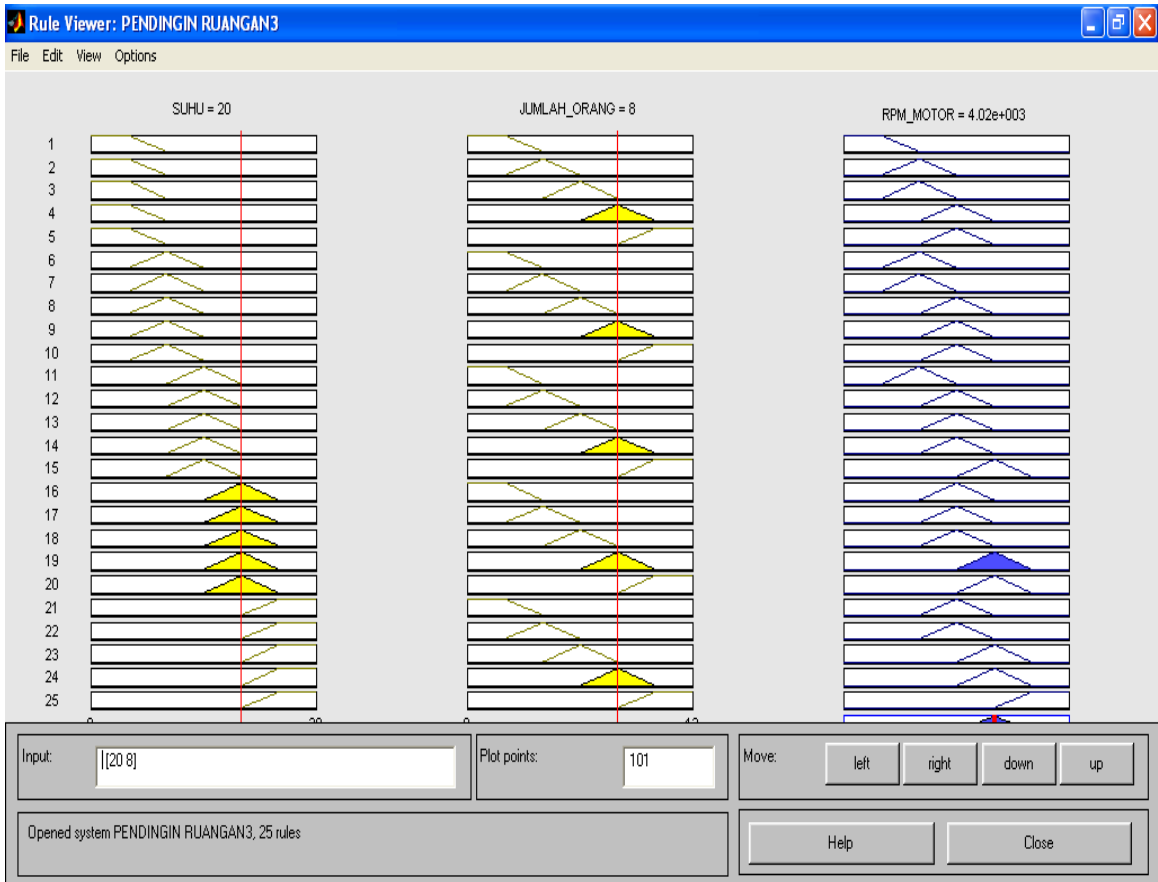 Rule Viewer: PENDINGIN RUANGAN3
File Edit View Options
SUHU = 20
JUMLAH_ORANG = 8
RPM_MOTOR = 4.02e+003
1
2
3
4
5
6
7
8
9
10
11
12
13
14
15
16
17
18
19
20
21
22
23
24
25
Input:
[20 8]
Plot points:
101
Move:
left
right
down
up
Opened system PENDINGIN RUANGAN3, 25 rules
Help
Close